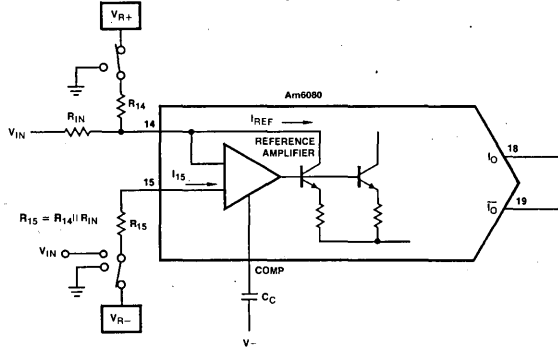 VR+
Am6080
R14
RIN
IREF
VIN
14
REFERENCE
AMPLIFIER
IO
18
I15
15
IO
19
R15 = R14 || RIN
R15
VIN
COMP
CC
VR−
V−